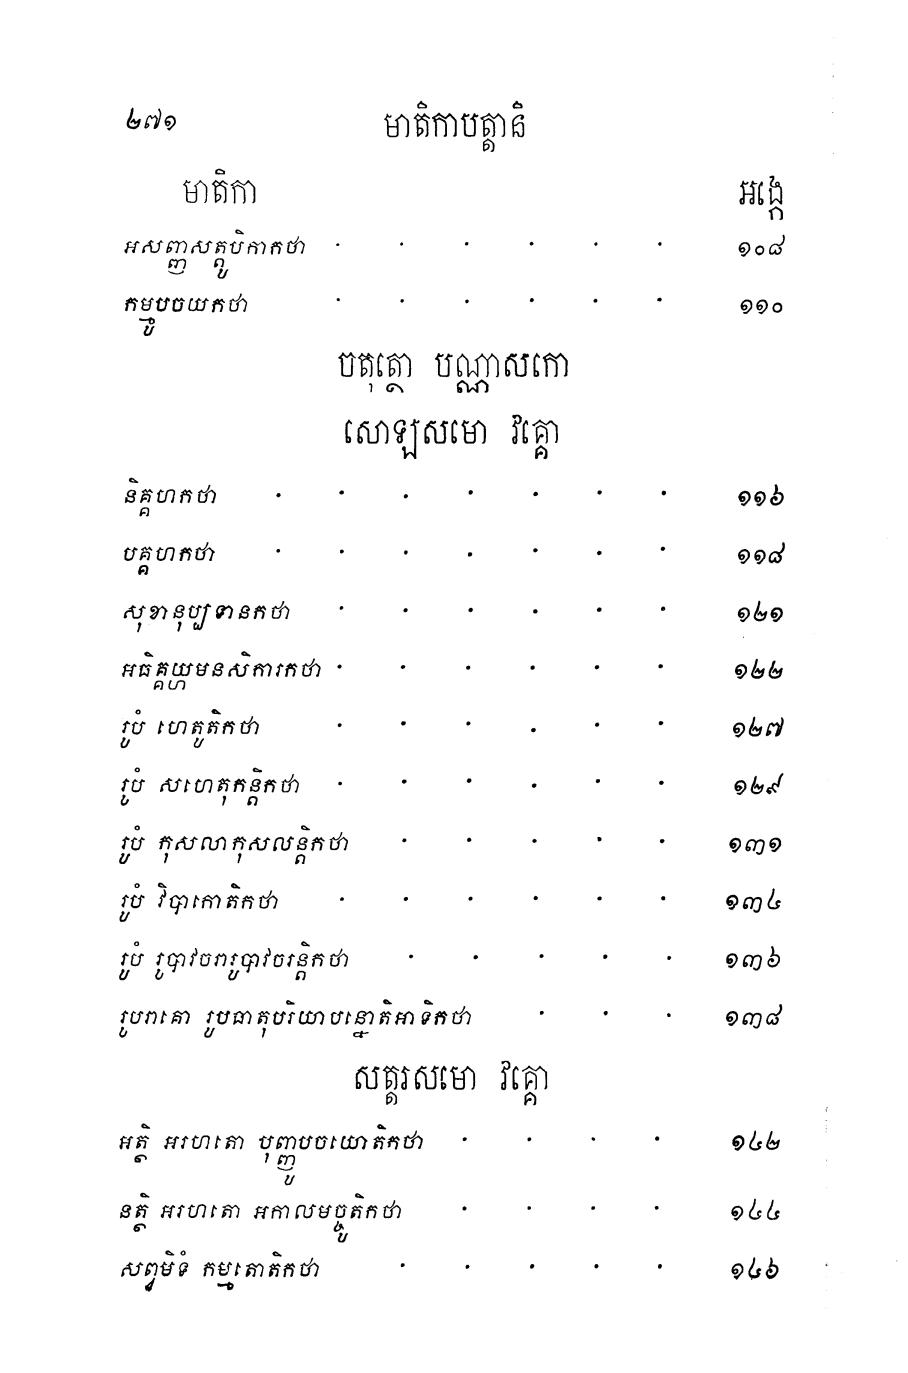 ២៧១ មាតិកាបត្តានិ
មាតិកា អង្កេ
អសញ្ញសត្តូបិកាកថា . . . . . . ១០៨
កម្មូបចយកថា . . . . . . ១១០
ចតុត្ថោ បណ្ណាសកោ
សោឡសមោ វគ្គោ
និគ្គហកថា . . . . . . . ១១៦
បគ្គហកថា . . . . . . . ១១៨
សុខានុប្បទានកថា . . . . . . ១២១
អធិគ្គយ្ហមនសិការកថា . . . . . . ១២២
រូបំ ហេតូតិកថា . . . . . . ១២៧
រូបំ សហេតុកន្តិកថា . . . . . . ១២៩
រូបំ កុសលាកុសលន្តិកថា . . . . . ១៣១
រូបំ វិបាកោតិកថា . . . . . . ១៣៤
រូបំ រូបាវចរារូបាវចរន្តិកថា . . . . . ១៣៦
រូបរាគោ រូបធាតុបរិយាបន្នោតិអាទិកថា . . . ១៣៨
សត្តរសមោ វគ្គោ
អត្ថិ អរហតោ បុញ្ញូបចយោតិកថា . . . . ១៤២
នត្ថិ អរហតោ អកាលមច្ចូតិកថា . . . . ១៤៤
សព្វមិទំ កម្មតោតិកថា . . . . . ១៤៦